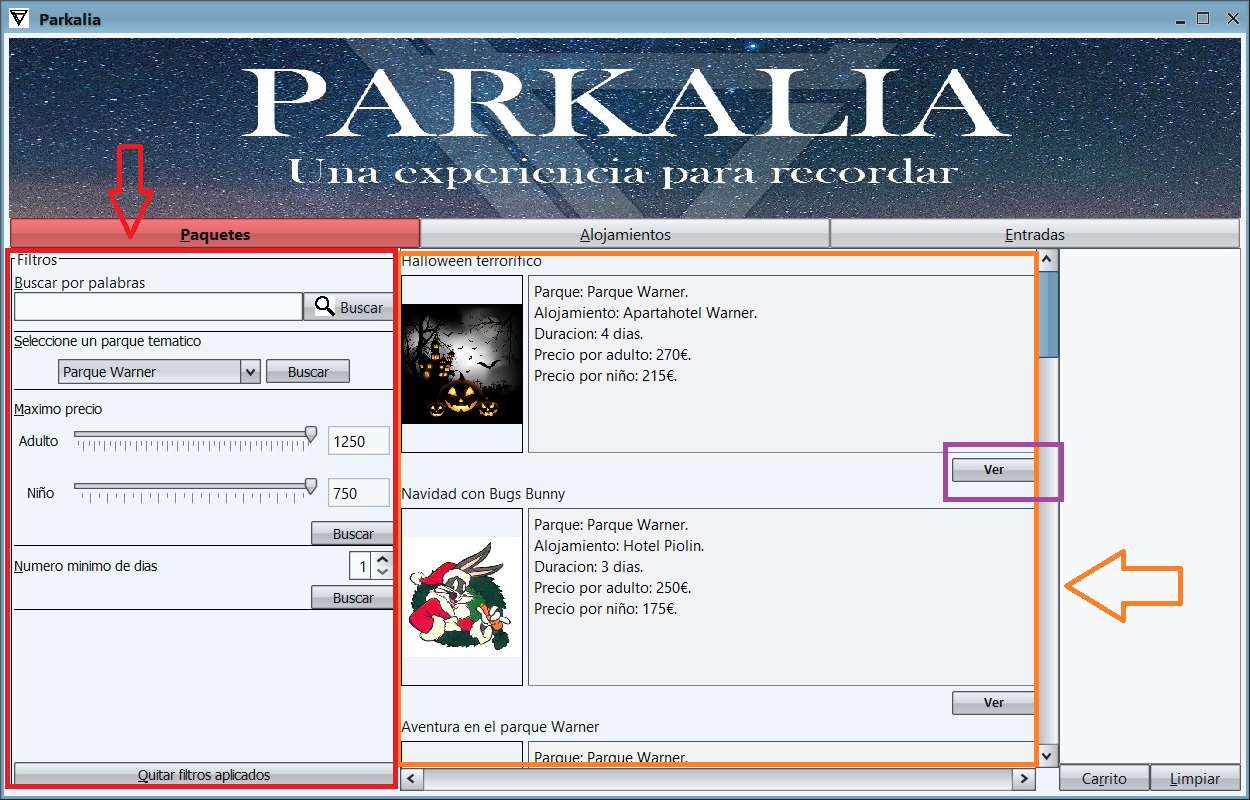 Parkalia
PARKALIA
Una experiencia para recordar
Paquetes
Alojamientos
Entradas
Filtros
Buscar por palabras
Buscar
Seleccione un parque tematico
Parque Warner
Buscar
Maximo precio
Adulto
1250
Niño
750
Buscar
Numero minimo de dias
1
Buscar
Quitar filtros aplicados
Halloween terrorífico
Parque: Parque Warner.
Alojamiento: Apartahotel Warner.
Duracion: 4 dias.
Precio por adulto: 270€.
Precio por niño: 215€.
Ver
Navidad con Bugs Bunny
Parque: Parque Warner.
Alojamiento: Hotel Piolin.
Duracion: 3 dias.
Precio por adulto: 250€.
Precio por niño: 175€.
Ver
Aventura en el parque Warner
Parque: Parque Warner.
Carrito
Limpiar